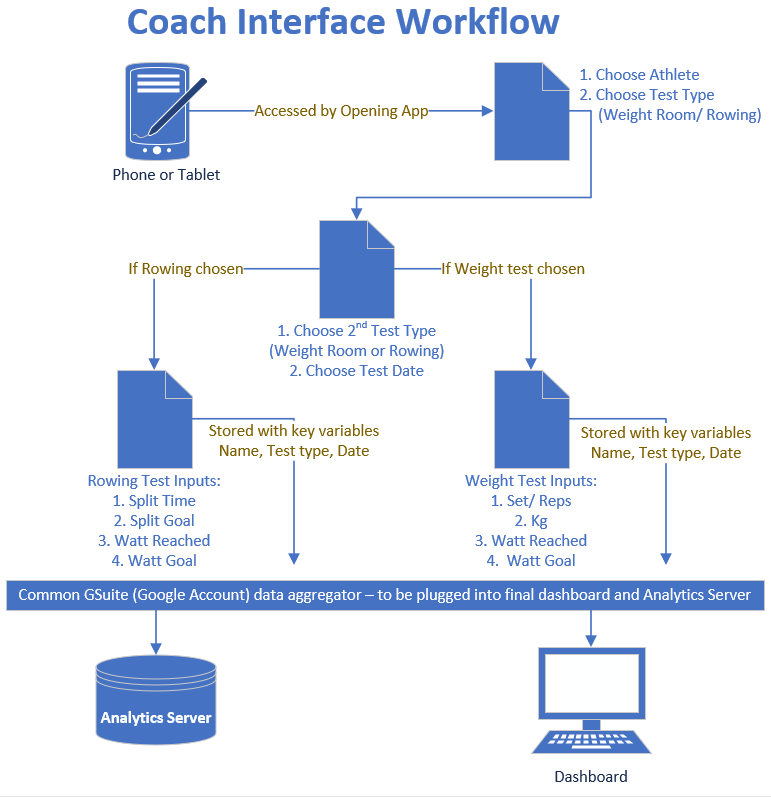 Coach Interface Workflow
1. Choose Athlete
2. Choose Test Type
(Weight Room/ Rowing)
Accessed by Opening App
Phone or Tablet
If Rowing chosen
If Weight test chosen
1. Choose 2nd Test Type
(Weight Room or Rowing)
2. Choose Test Date
Stored with key variables
Name, Test type, Date
Stored with key variables
Name, Test type, Date
Rowing Test Inputs:
1. Split Time
2. Split Goal
3. Watt Reached
4. Watt Goal
Weight Test Inputs:
1. Set/ Reps
2. Kg
3. Watt Reached
4. Watt Goal
Common GSuite (Google Account) data aggregator – to be plugged into final dashboard and Analytics Server
Analytics Server
Dashboard